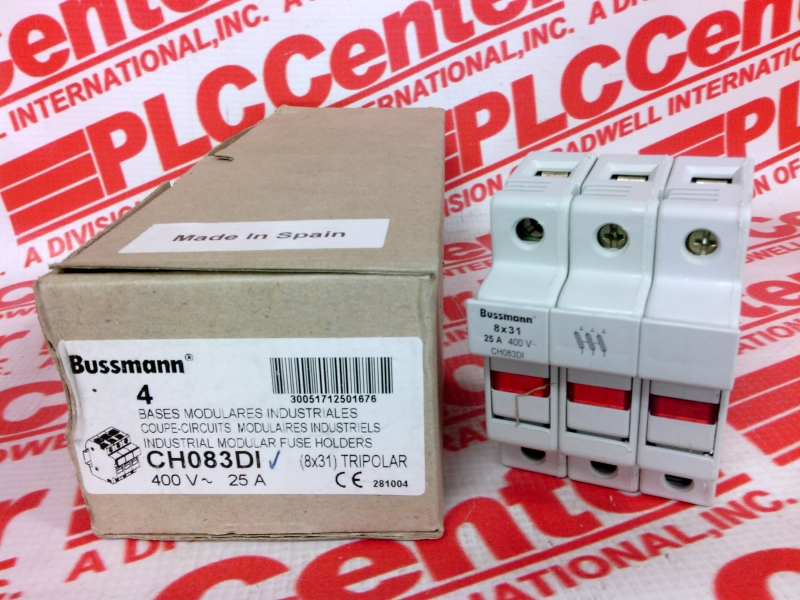 PLCCenter
A DIVISION OF RADWELL INTERNATIONAL, INC.
Made In Spain
Bussmann®
4
30051712501676
BASES MODULARES INDUSTRIALES
COUPE-CIRCUITS MODULAIRES INDUSTRIELS
INDUSTRIAL MODULAR FUSE HOLDERS
CH083DI (8x31) TRIPOLAR
400 V~ 25 A
CE 281004
Bussmann®
8x31
25 A 400 V~
CH083DI